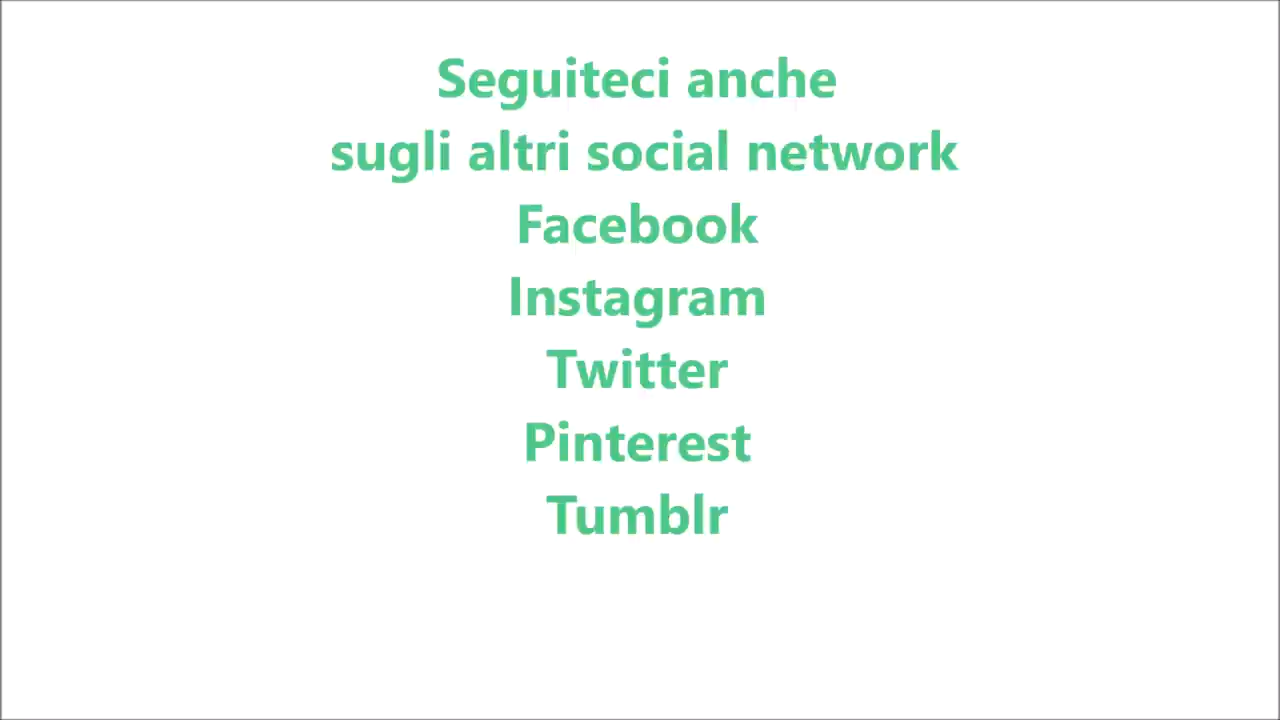 Seguiteci anche
sugli altri social network
Facebook
Instagram
Twitter
Pinterest
Tumblr